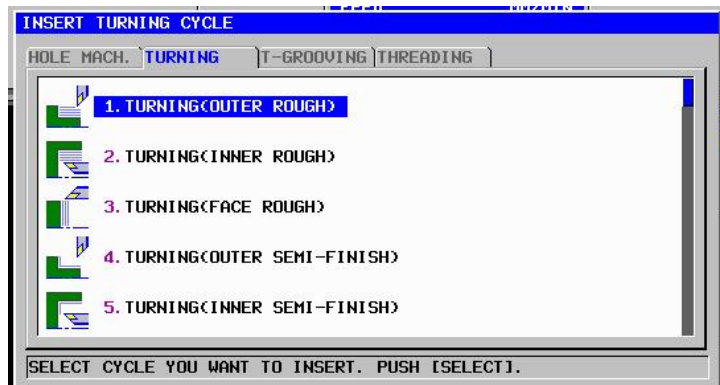 INSERT TURNING CYCLE
HOLE MACH. TURNING T-GROOVING THREADING
1.TURNING(OUTER ROUGH)
2.TURNING(INNER ROUGH)
3.TURNING(FACE ROUGH)
4.TURNING(OUTER SEMI-FINISH)
5.TURNING(INNER SEMI-FINISH)
SELECT CYCLE YOU WANT TO INSERT. PUSH [SELECT].